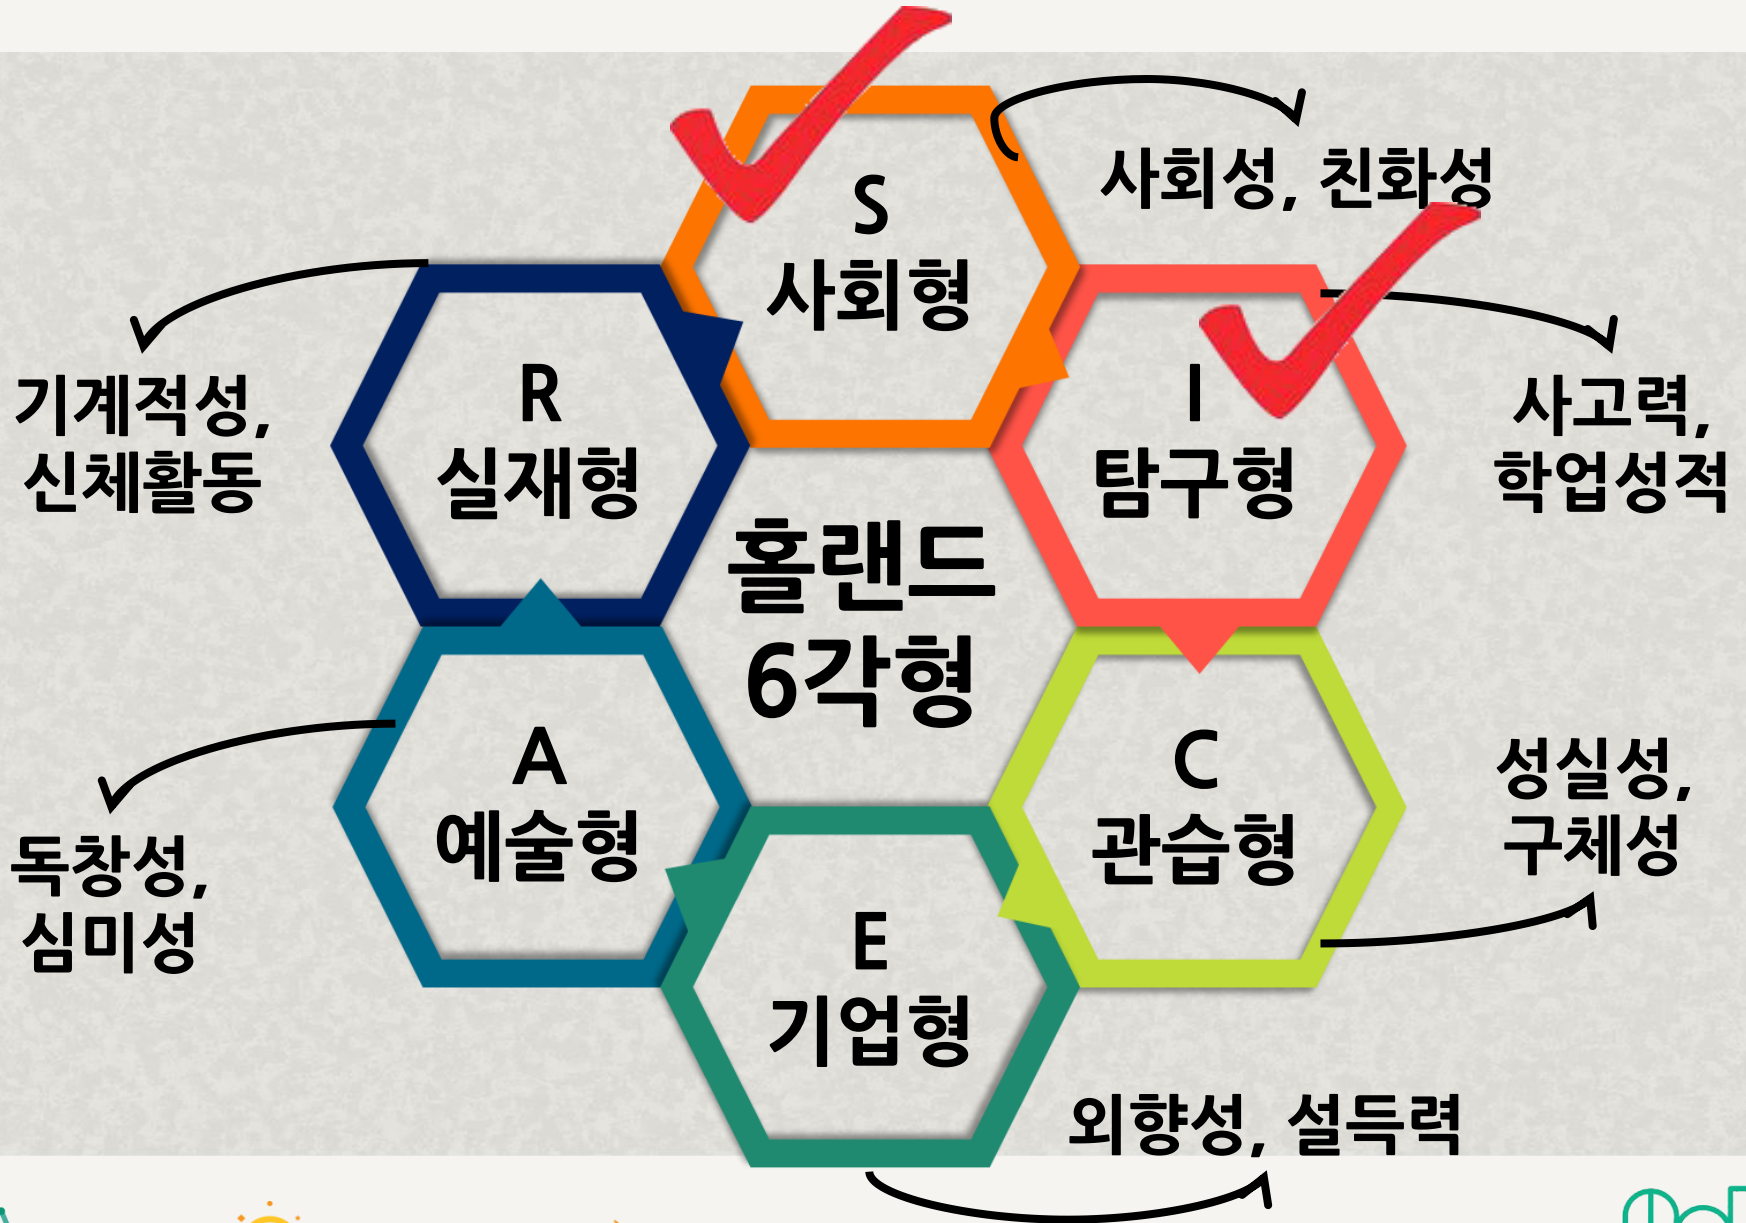 S
사회형
사회성, 친화성
R
실재형
기계적성,
신체활동
I
탐구형
사고력,
학업성적
홀랜드
6각형
A
예술형
독창성,
심미성
C
관습형
성실성,
구체성
E
기업형
외향성, 설득력